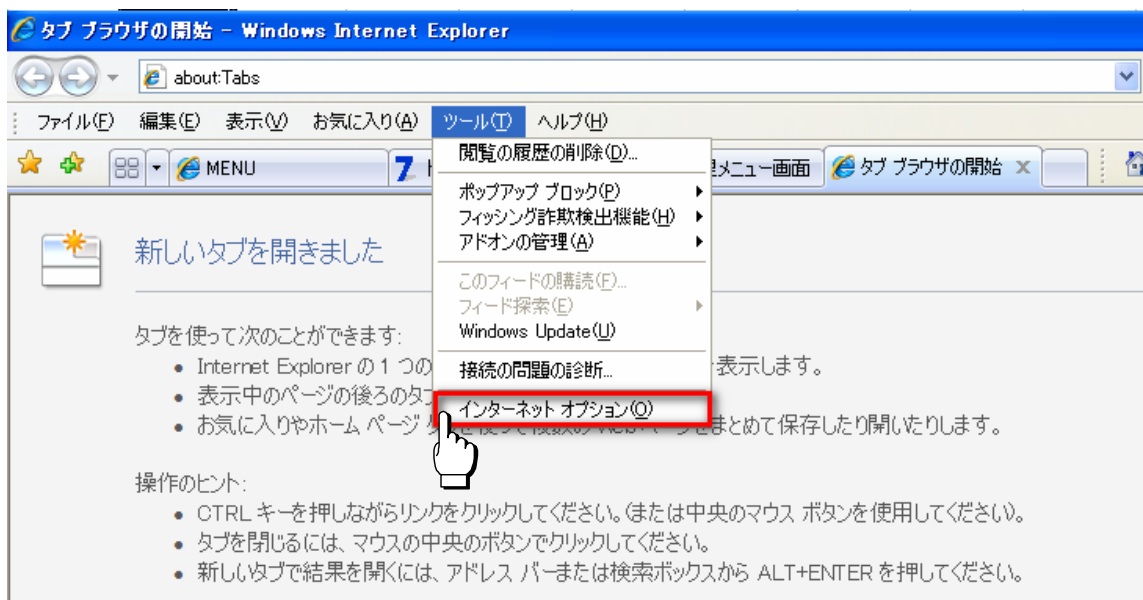 タブ ブラウザの開始 - Windows Internet Explorer
about:Tabs
ファイル(F) 編集(E) 表示(V) お気に入り(A) ツール(T) ヘルプ(H)
MENU
メニュー画面 タブ ブラウザの開始
閲覧の履歴の削除(D)...
ポップアップ ブロック(P)
フィッシング詐欺検出機能(H)
アドオンの管理(A)
このフィードの購読(F)...
フィード探索(E)
Windows Update(U)
接続の問題の診断...
インターネット オプション(O)
新しいタブを開きました
タブを使って次のことができます:
• Internet Explorer の 1 つの 表示します。
• 表示中のページの後ろのタブ
• お気に入りやホーム ページ まとめて保存したり開いたりします。
操作のヒント:
• CTRL キーを押しながらリンクをクリックしてください。(または中央のマウス ボタンを使用してください)。
• タブを閉じるには、マウスの中央のボタンでクリックしてください。
• 新しいタブで結果を開くには、アドレス バーまたは検索ボックスから ALT+ENTER を押してください。